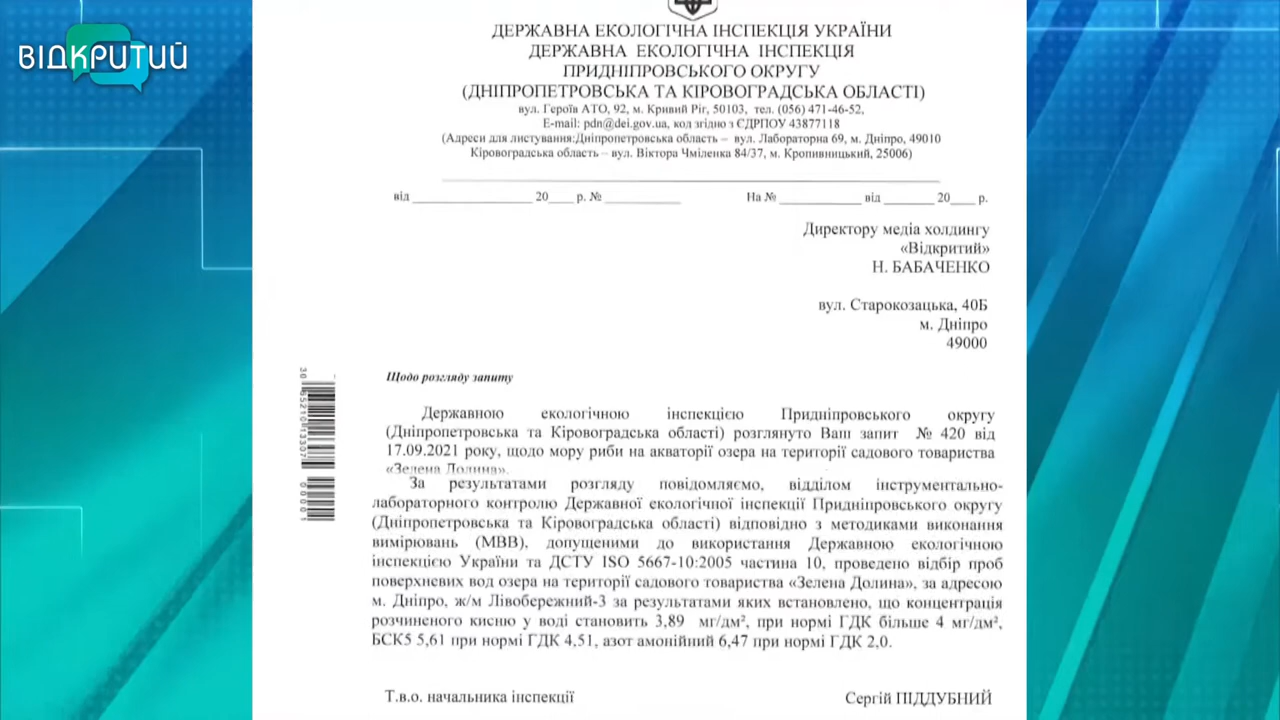 ВІДКРИТИЙ
ДЕРЖАВНА ЕКОЛОГІЧНА ІНСПЕКЦІЯ УКРАЇНИ
ДЕРЖАВНА ЕКОЛОГІЧНА ІНСПЕКЦІЯ
ПРИДНІПРОВСЬКОГО ОКРУГУ
(ДНІПРОПЕТРОВСЬКА ТА КІРОВОГРАДСЬКА ОБЛАСТІ)
вул. Героїв АТО, 92, м. Кривий Ріг, 50103, тел. (056) 471-46-52,
E-mail: pdn@dei.gov.ua, код згідно з ЄДРПОУ 43877118
(Адреси для листування:Дніпропетровська область – вул. Лабораторна 69, м. Дніпро, 49010
Кіровоградська область – вул. Віктора Чміленка 84/37, м. Кропивницький, 25006)
від ____________ 20___ р. № __________ На № __________ від ______ 20___ р.
Директору медіа холдингу
«Відкритий»
Н. БАБАЧЕНКО
вул. Старокозацька, 40Б
м. Дніпро
49000
Щодо розгляду запиту
Державною екологічною інспекцією Придніпровського округу
(Дніпропетровська та Кіровоградська області) розглянуто Ваш запит № 420 від
17.09.2021 року, щодо мору риби на акваторії озера на території садового товариства
«Зелена Долина».
За результатами розгляду повідомляємо, відділом інструментально-
лабораторного контролю Державної екологічної інспекції Придніпровського округу
(Дніпропетровська та Кіровоградська області) відповідно з методиками виконання
вимірювань (МВВ), допущеними до використання Державною екологічною
інспекцією України та ДСТУ ISO 5667-10:2005 частина 10, проведено відбір проб
поверхневих вод озера на території садового товариства «Зелена Долина», за адресою
м. Дніпро, ж/м Лівобережний-3 за результатами яких встановлено, що концентрація
розчиненого кисню у воді становить 3,89 мг/дм², при нормі ГДК більше 4 мг/дм²,
БСК5 5,61 при нормі ГДК 4,51, азот амонійний 6,47 при нормі ГДК 2,0.
Т.в.о. начальника інспекції Сергій ПІДДУБНИЙ